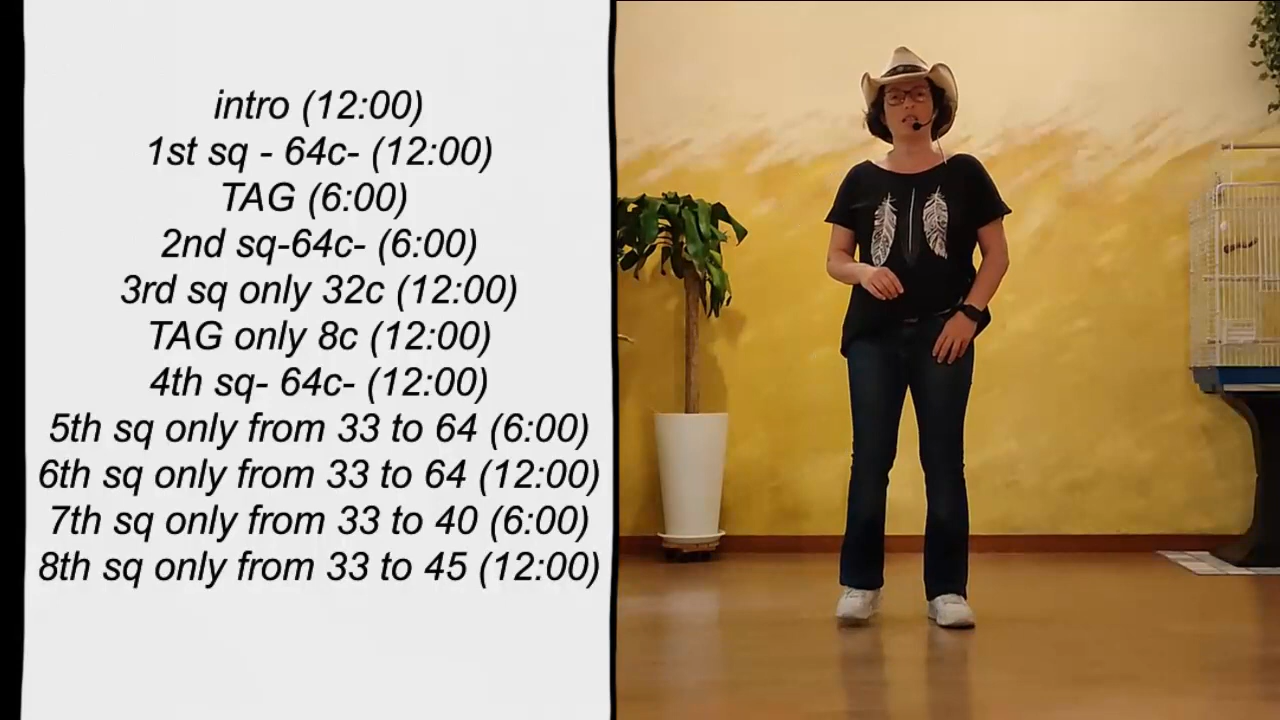 intro (12:00)
1st sq - 64c- (12:00)
TAG (6:00)
2nd sq-64c- (6:00)
3rd sq only 32c (12:00)
TAG only 8c (12:00)
4th sq- 64c- (12:00)
5th sq only from 33 to 64 (6:00)
6th sq only from 33 to 64 (12:00)
7th sq only from 33 to 40 (6:00)
8th sq only from 33 to 45 (12:00)